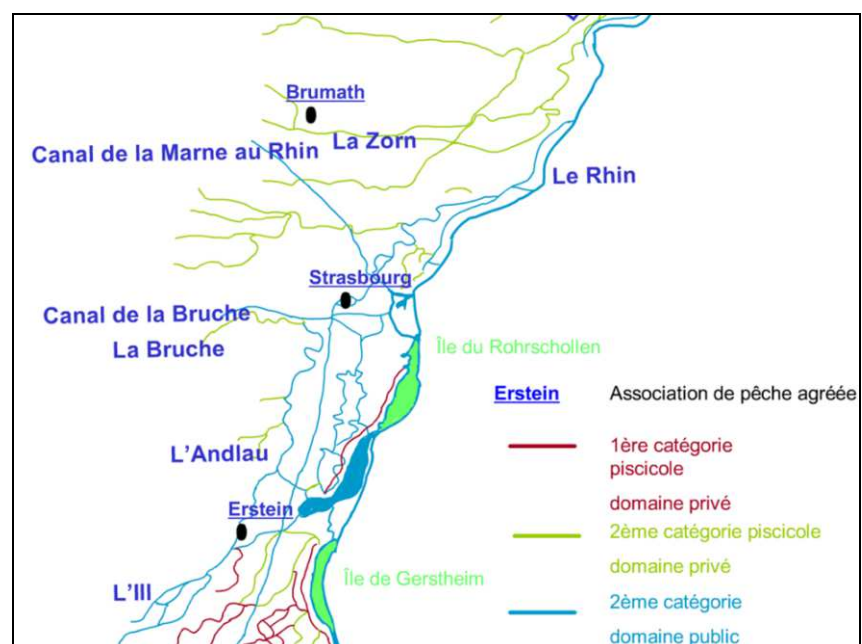 Brumath
La Zorn
Canal de la Marne au Rhin
Le Rhin
Strasbourg
Canal de la Bruche
La Bruche
Île du Rohrschollen
Erstein
Association de pêche agréée
1ère catégorie
piscicole
domaine privé
L'Andlau
Erstein
2ème catégorie piscicole
domaine privé
Île de Gerstheim
L'Ill
2ème catégorie
domaine public